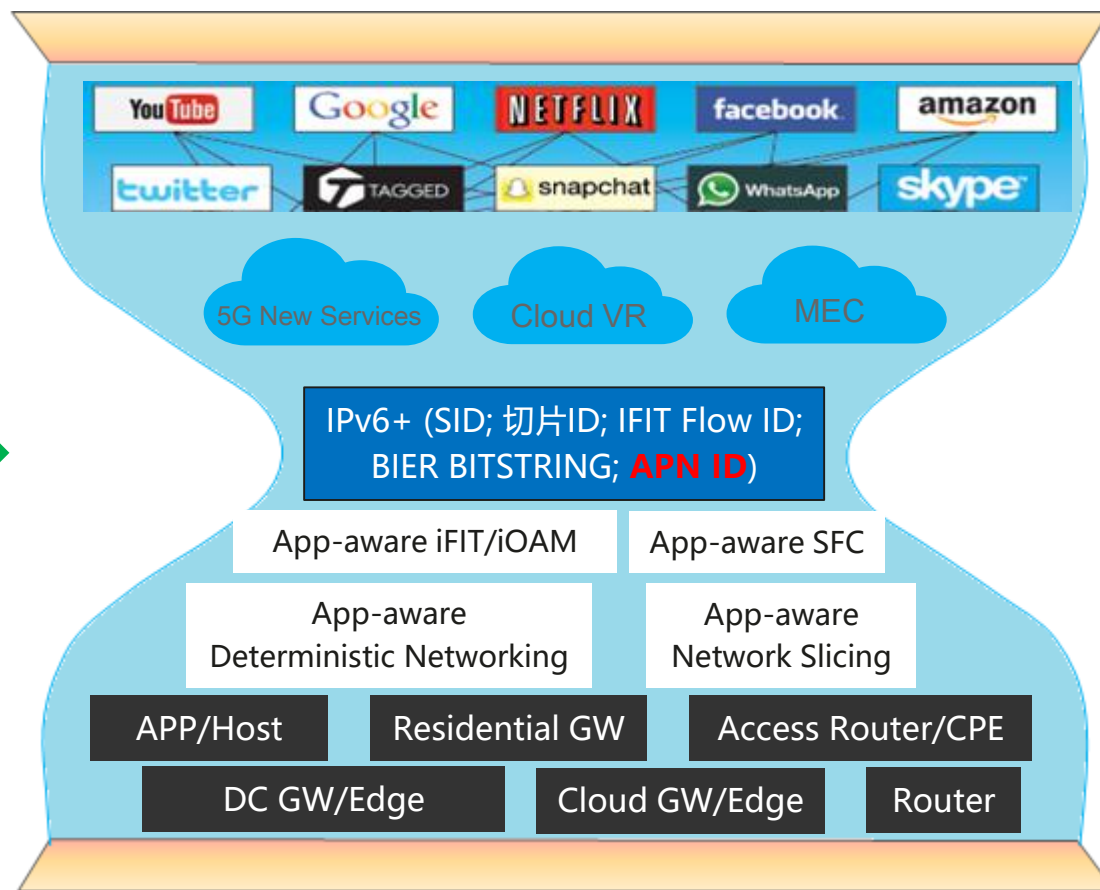 YouTube
Google
NETFLIX
facebook
amazon
twitter
TAGGED
snapchat
WhatsApp
skype
5G New Services
Cloud VR
MEC
IPv6+ (SID; 切片ID; IFIT Flow ID;
BIER BITSTRING; APN ID)
App-aware iFIT/iOAM
App-aware SFC
App-aware
Deterministic Networking
App-aware
Network Slicing
APP/Host
Residential GW
Access Router/CPE
DC GW/Edge
Cloud GW/Edge
Router